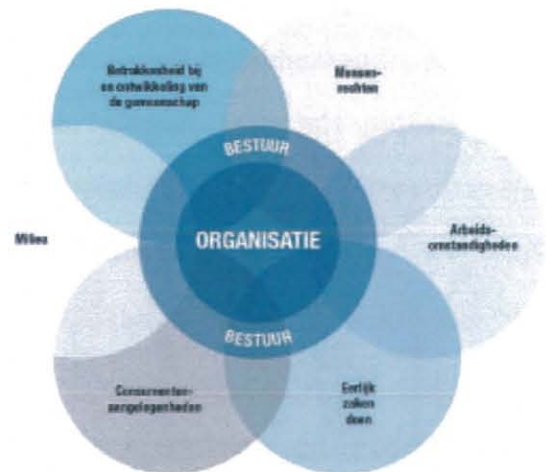 Betrokkenheid bij
en ontwikkeling van
de gemeenschap
Mensen-
rechten
BESTUUR
Milieu
ORGANISATIE
Arbeids-
omstandigheden
BESTUUR
Consumenten-
aangelegenheden
Eerlijk
zaken
doen